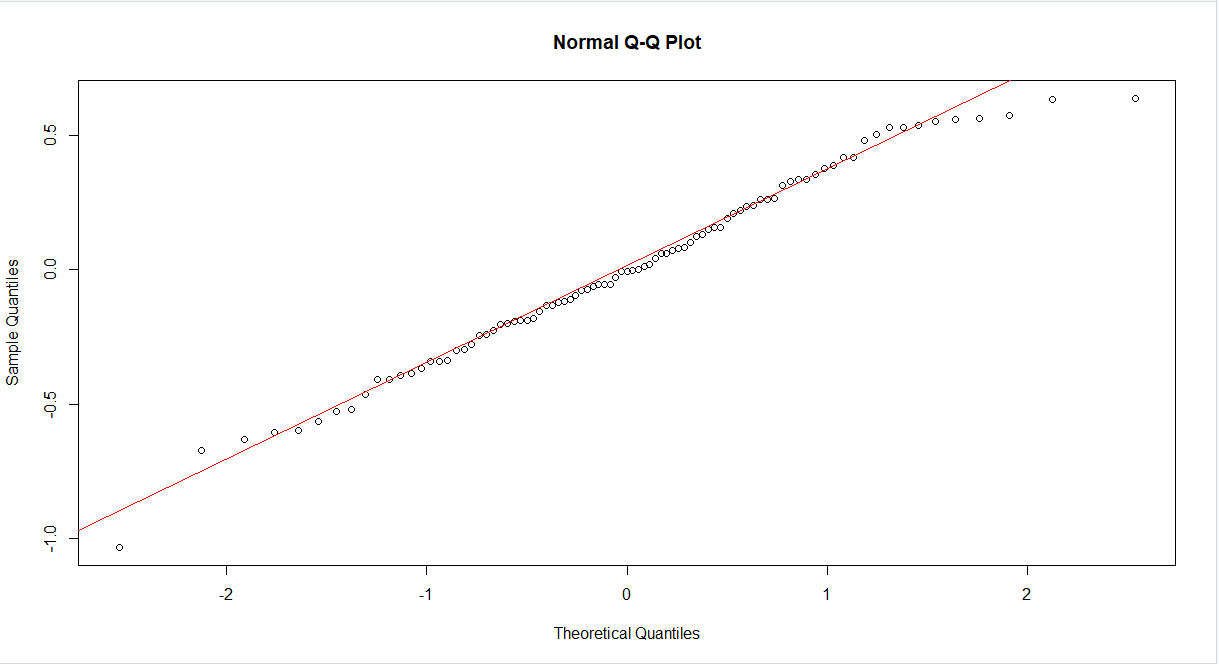 Normal Q-Q Plot
Sample Quantiles
0.5
0.0
-0.5
-1.0
-2 -1 0 1 2
Theoretical Quantiles